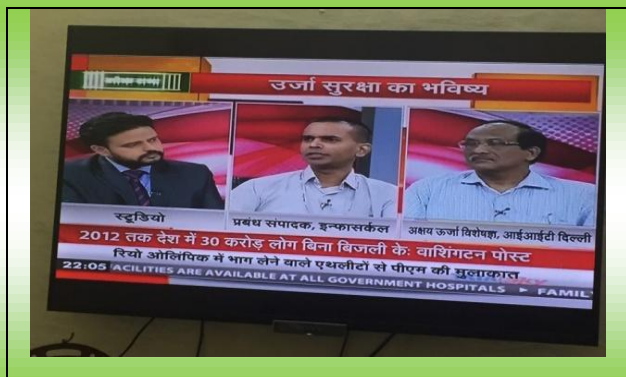 उर्जा सुरक्षा का भविष्य
स्टूडियो
प्रबंध संपादक, इन्फासर्कल
अक्षय ऊर्जा विशेषज्ञ, आईआईटी दिल्ली
2012 तक देश में 30 करोड़ लोग बिना बिजली के: वाशिंगटन पोस्ट
रियो ओलिंपिक में भाग लेने वाले एथलीटों से पीएम की मुलाकात
22:05 ACILITIES ARE AVAILABLE AT ALL GOVERNMENT HOSPITALS ► FAMIL